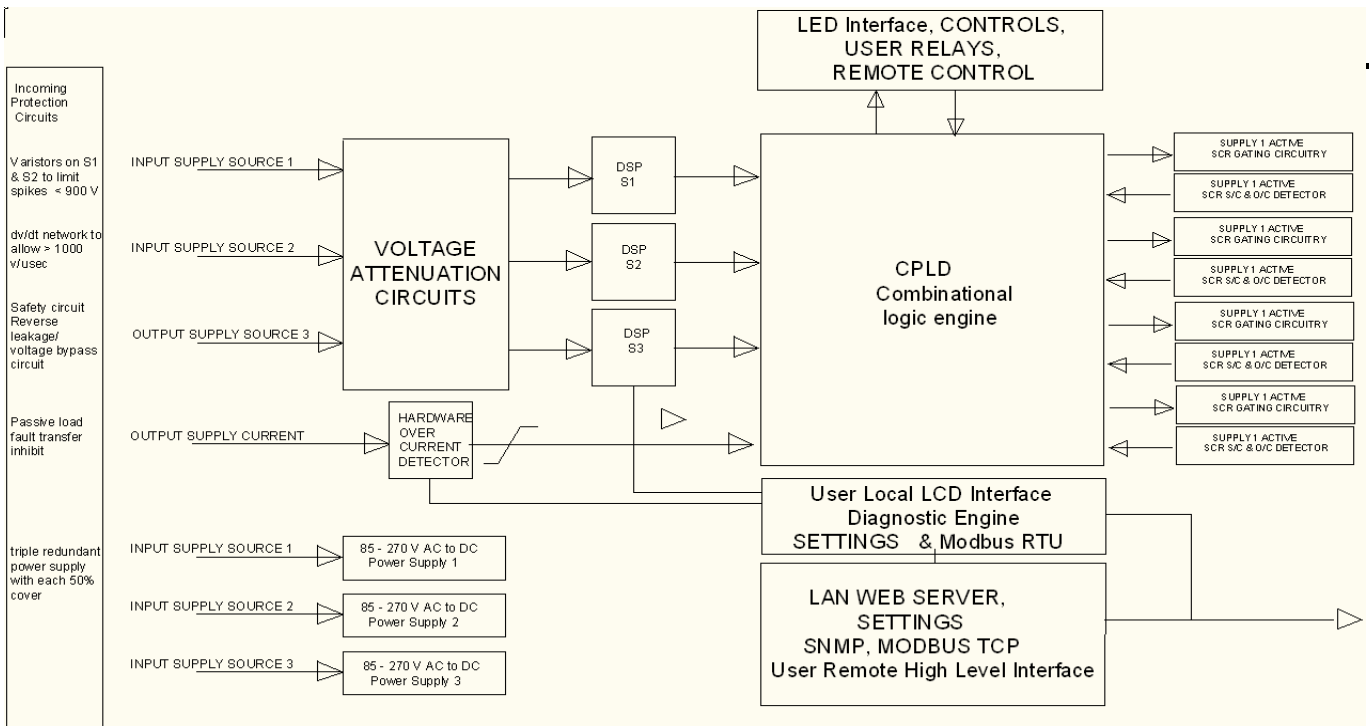 LED Interface, CONTROLS,
USER RELAYS,
REMOTE CONTROL
Incoming
Protection
Circuits
Varistors on S1
& S2 to limit
spikes < 900 V
dv/dt network to
allow > 1000
v/usec
Safety circuit
Reverse
leakage/
voltage bypass
circuit
Passive load
fault transfer
inhibit
triple redundant
power supply
with each 50%
cover
INPUT SUPPLY SOURCE 1
INPUT SUPPLY SOURCE 2
OUTPUT SUPPLY SOURCE 3
OUTPUT SUPPLY CURRENT
VOLTAGE
ATTENUATION
CIRCUITS
HARDWARE
OVER
CURRENT
DETECTOR
DSP
S1
DSP
S2
DSP
S3
CPLD
Combinational
logic engine
SUPPLY 1 ACTIVE
SCR GATING CIRCUITRY
SUPPLY 1 ACTIVE
SCR S/C & O/C DETECTOR
SUPPLY 1 ACTIVE
SCR GATING CIRCUITRY
SUPPLY 1 ACTIVE
SCR S/C & O/C DETECTOR
SUPPLY 1 ACTIVE
SCR GATING CIRCUITRY
SUPPLY 1 ACTIVE
SCR S/C & O/C DETECTOR
SUPPLY 1 ACTIVE
SCR GATING CIRCUITRY
SUPPLY 1 ACTIVE
SCR S/C & O/C DETECTOR
User Local LCD Interface
Diagnostic Engine
SETTINGS & Modbus RTU
LAN WEB SERVER,
SETTINGS
SNMP, MODBUS TCP
User Remote High Level Interface
INPUT SUPPLY SOURCE 1
85 - 270 V AC to DC
Power Supply 1
INPUT SUPPLY SOURCE 2
85 - 270 V AC to DC
Power Supply 2
INPUT SUPPLY SOURCE 3
85 - 270 V AC to DC
Power Supply 3